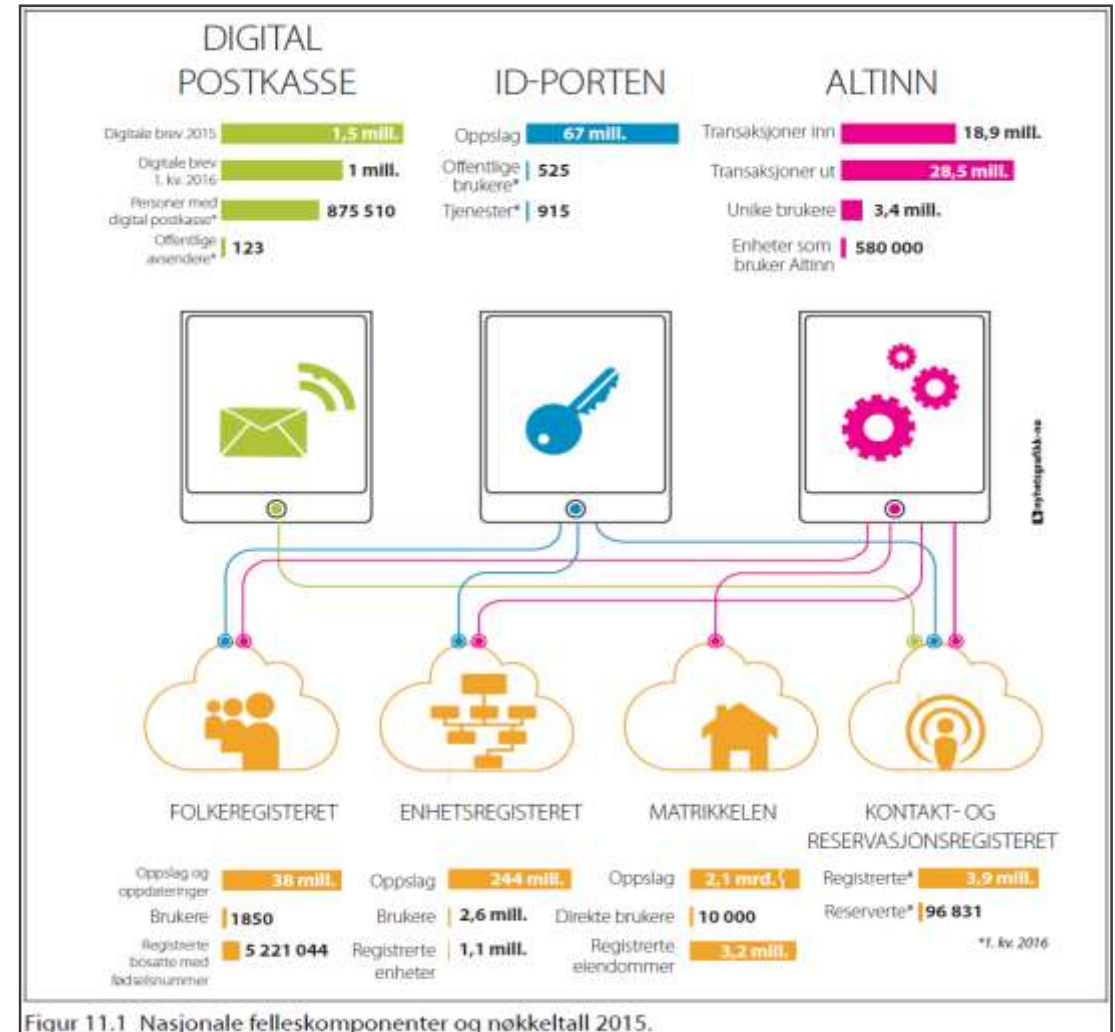 DIGITAL
POSTKASSE
Digitale brev 2015 1,5 mill.
Digitale brev
1. kv. 2016 1 mill.
Personer med
digital postkasse* 875 510
Offentlige
avsendere* 123
ID-PORTEN
Oppslag 67 mill.
Offentlige
brukere* 525
Tjenester* 915
ALTINN
Transaksjoner inn 18,9 mill.
Transaksjoner ut 28,5 mill.
Unike brukere 3,4 mill.
Enheter som
bruker Altinn 580 000
nyhetsgrafikk.no
FOLKEREGISTERET
Oppslag og
oppdateringer 38 mill.
Brukere 1850
Registrerte
bosatte med
fødselsnummer 5 221 044
ENHETSREGISTERET
Oppslag 244 mill.
Brukere 2,6 mill.
Registrerte
enheter 1,1 mill.
MATRIKKELEN
Oppslag 2,1 mrd.
Direkte brukere 10 000
Registrerte
eiendommer 3,2 mill.
KONTAKT- OG
RESERVASJONSREGISTERET
Registrerte* 3,9 mill.
Reserverte* 96 831
*1. kv. 2016
Figur 11.1 Nasjonale felleskomponenter og nøkkeltall 2015.